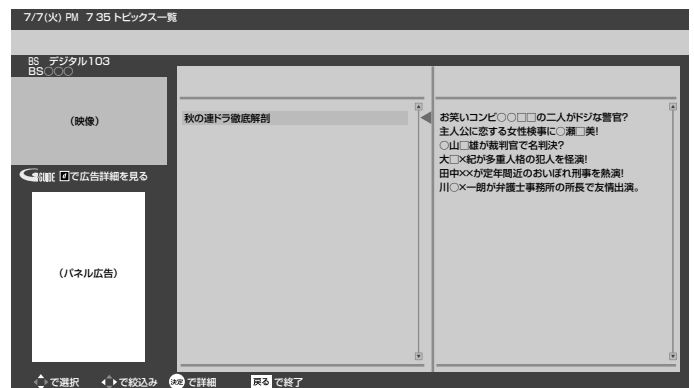 7/7(火) PM 7 35 トピックス一覧
BS デジタル103
BS○○○
(映像)
GGUIDE dで広告詳細を見る
(パネル広告)
秋の連ドラ徹底解剖
お笑いコンビ○○□□の二人がドジな警官?
主人公に恋する女性検事に○瀬□美!
○山□雄が裁判官で名判決?
大□×紀が多重人格の犯人を怪演!
田中××が定年間近のおいぼれ刑事を熱演!
川○×一朗が弁護士事務所の所長で友情出演。
で選択 で絞込み 決定 で詳細 戻る で終了